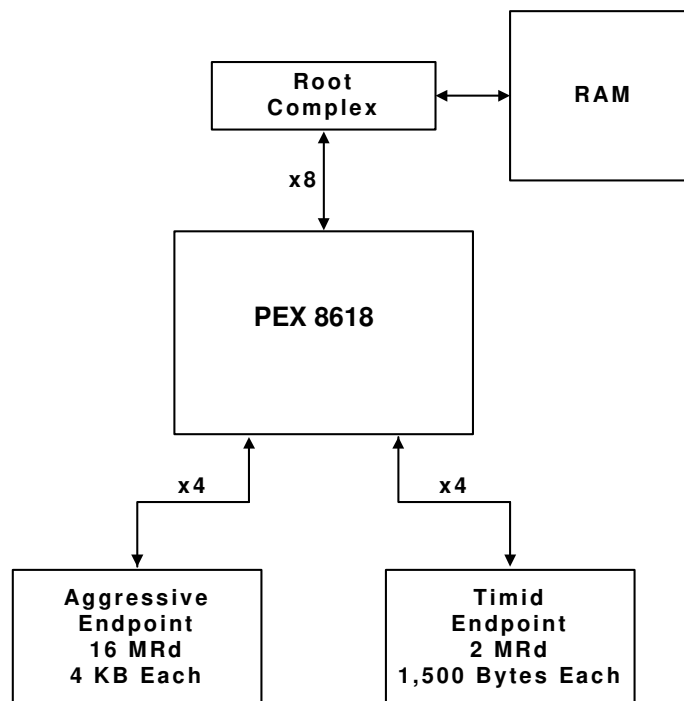 Root
Complex
RAM
x8
PEX 8618
x4
x4
Aggressive
Endpoint
16 MRd
4 KB Each
Timid
Endpoint
2 MRd
1,500 Bytes Each